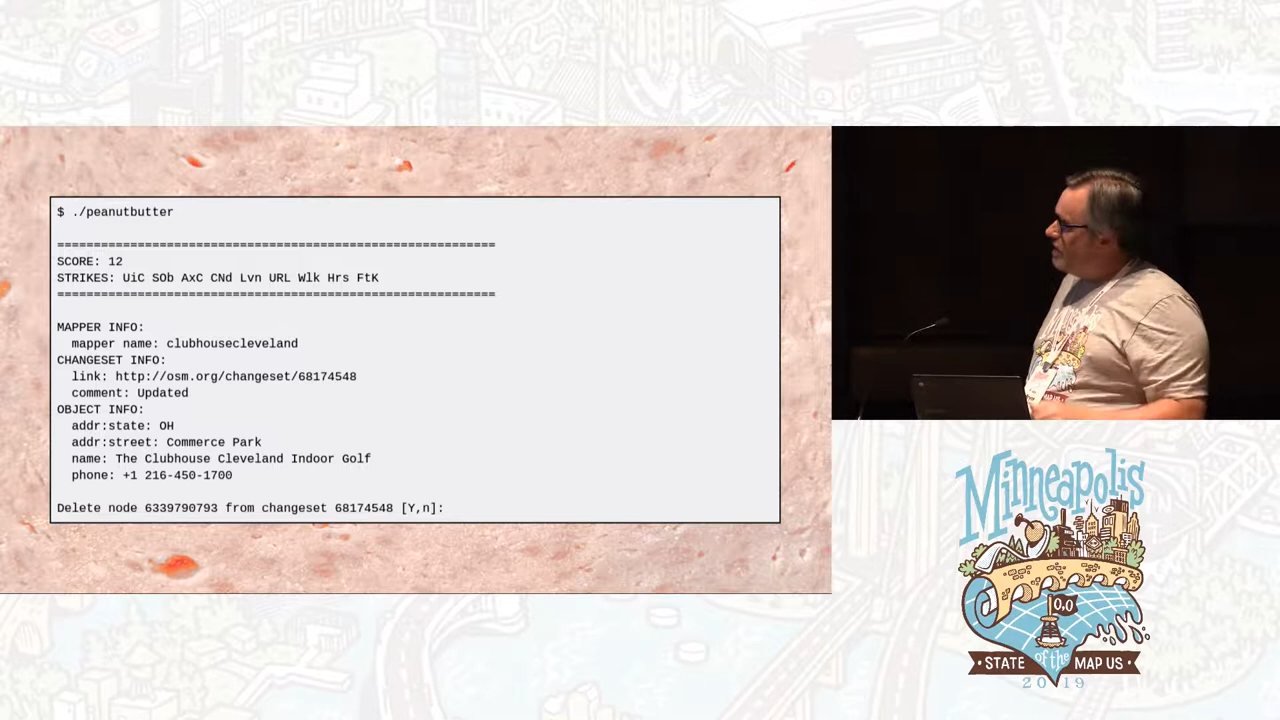 $ ./peanutbutter
============================================================
SCORE: 12
STRIKES: UiC SOb AxC CNd Lvn URL Wlk Hrs FtK
============================================================
MAPPER INFO:
mapper name: clubhousecleveland
CHANGESET INFO:
link: http://osm.org/changeset/68174548
comment: Updated
OBJECT INFO:
addr:state: OH
addr:street: Commerce Park
name: The Clubhouse Cleveland Indoor Golf
phone: +1 216-450-1700
Delete node 6339790793 from changeset 68174548 [Y,n]:
Minneapolis
0,0
STATE of the MAP US
2019
FLOUR